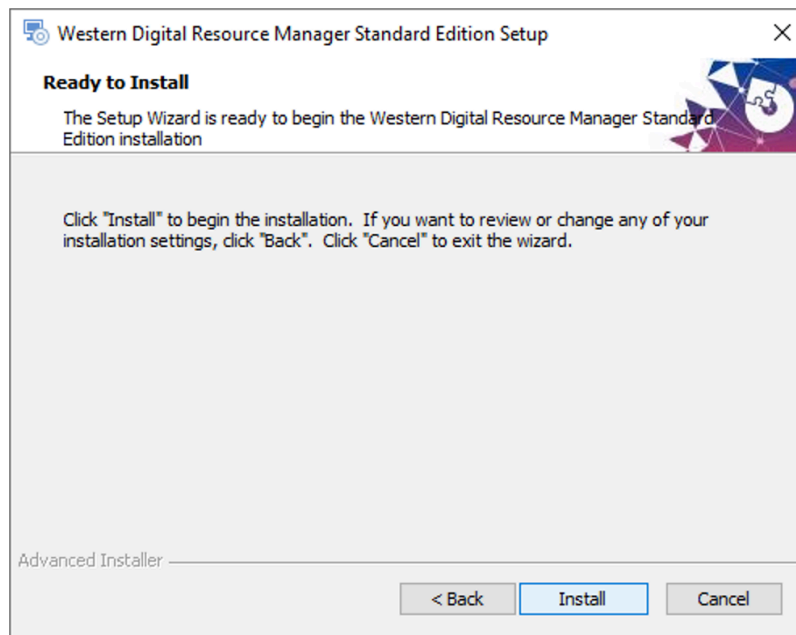 Western Digital Resource Manager Standard Edition Setup
Ready to Install
The Setup Wizard is ready to begin the Western Digital Resource Manager Standard
Edition installation
Click "Install" to begin the installation.  If you want to review or change any of your
installation settings, click "Back".  Click "Cancel" to exit the wizard.
Advanced Installer
< Back
Install
Cancel